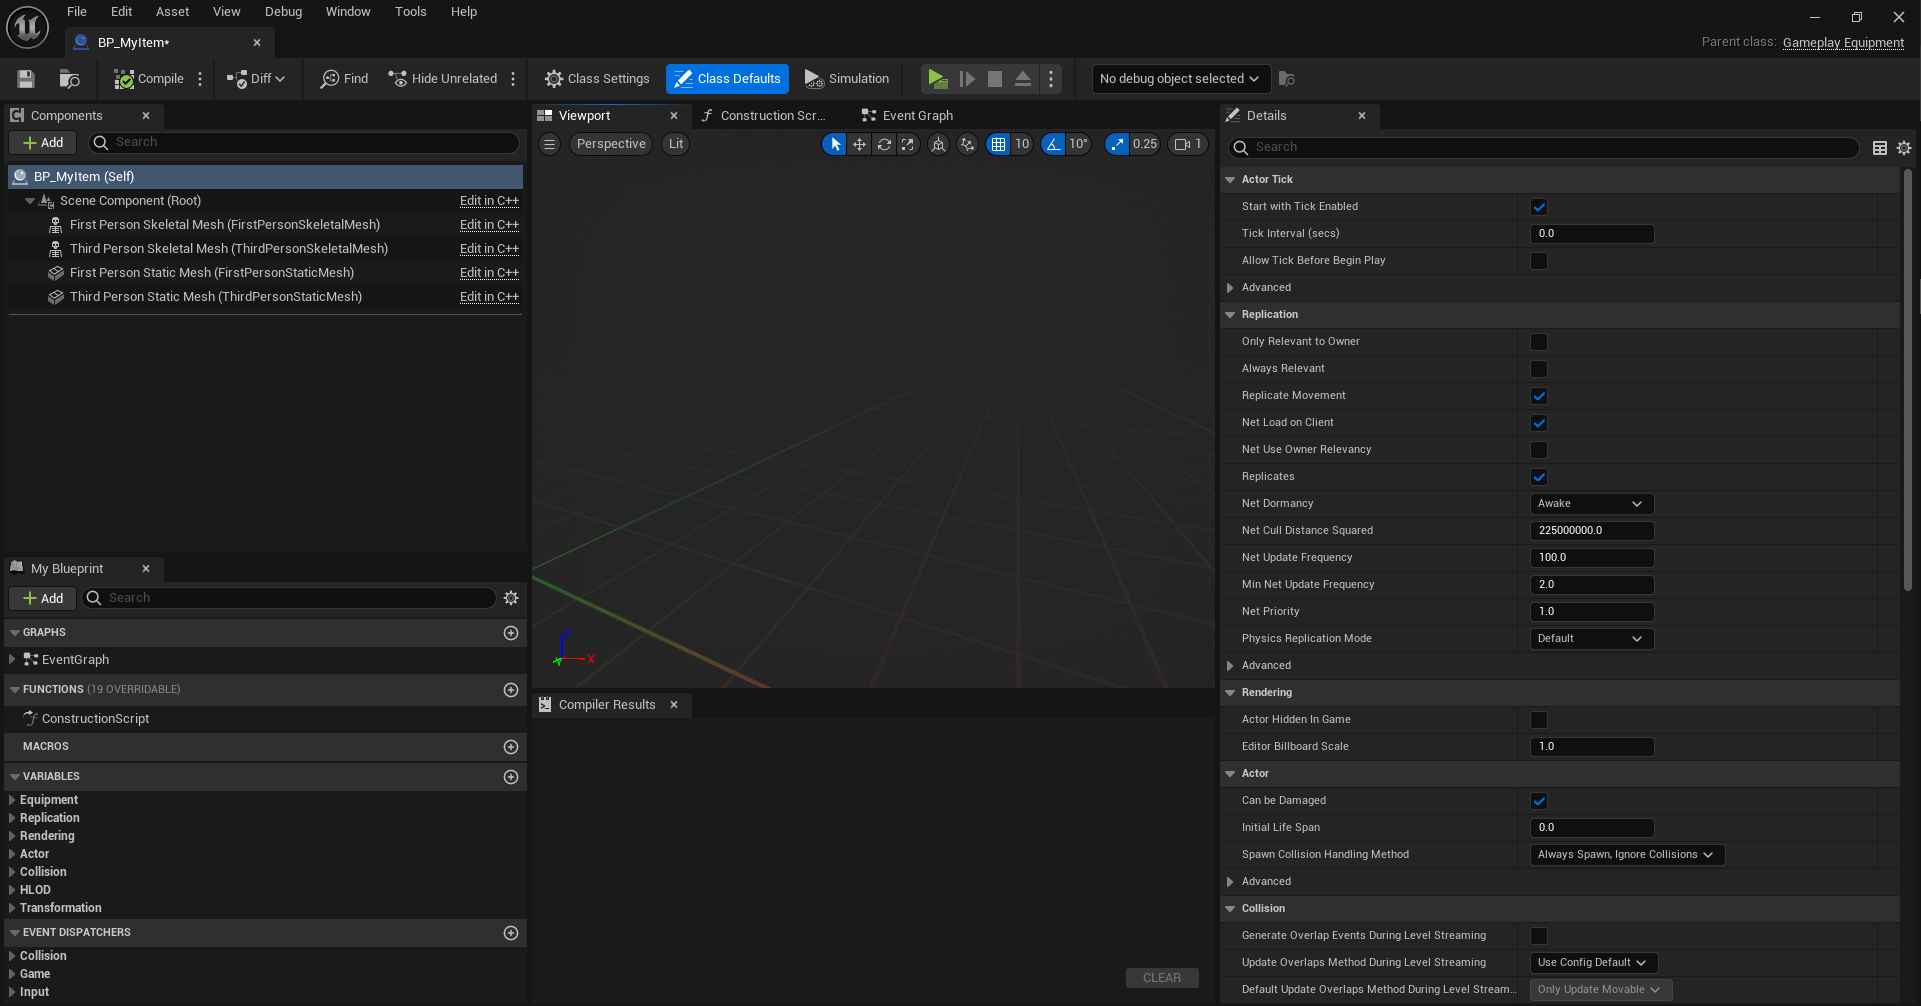 File Edit Asset View Debug Window Tools Help
BP_MyItem*
Parent class: Gameplay Equipment
Compile Diff Find Hide Unrelated Class Settings Class Defaults Simulation No debug object selected
Components
Add Search
BP_MyItem (Self)
Scene Component (Root) Edit in C++
First Person Skeletal Mesh (FirstPersonSkeletalMesh) Edit in C++
Third Person Skeletal Mesh (ThirdPersonSkeletalMesh) Edit in C++
First Person Static Mesh (FirstPersonStaticMesh) Edit in C++
Third Person Static Mesh (ThirdPersonStaticMesh) Edit in C++
My Blueprint
Add Search
GRAPHS
EventGraph
FUNCTIONS (19 OVERRIDABLE)
ConstructionScript
MACROS
VARIABLES
Equipment
Replication
Rendering
Actor
Collision
HLOD
Transformation
EVENT DISPATCHERS
Collision
Game
Input
Viewport Construction Scr... Event Graph
Perspective Lit 10 10° 0.25 1
Z
Y X
Compiler Results
CLEAR
Details
Search
Actor Tick
Start with Tick Enabled
Tick Interval (secs) 0.0
Allow Tick Before Begin Play
Advanced
Replication
Only Relevant to Owner
Always Relevant
Replicate Movement
Net Load on Client
Net Use Owner Relevancy
Replicates
Net Dormancy Awake
Net Cull Distance Squared 225000000.0
Net Update Frequency 100.0
Min Net Update Frequency 2.0
Net Priority 1.0
Physics Replication Mode Default
Advanced
Rendering
Actor Hidden In Game
Editor Billboard Scale 1.0
Actor
Can be Damaged
Initial Life Span 0.0
Spawn Collision Handling Method Always Spawn, Ignore Collisions
Advanced
Collision
Generate Overlap Events During Level Streaming
Update Overlaps Method During Level Streaming Use Config Default
Default Update Overlaps Method During Level Stream... Only Update Movable